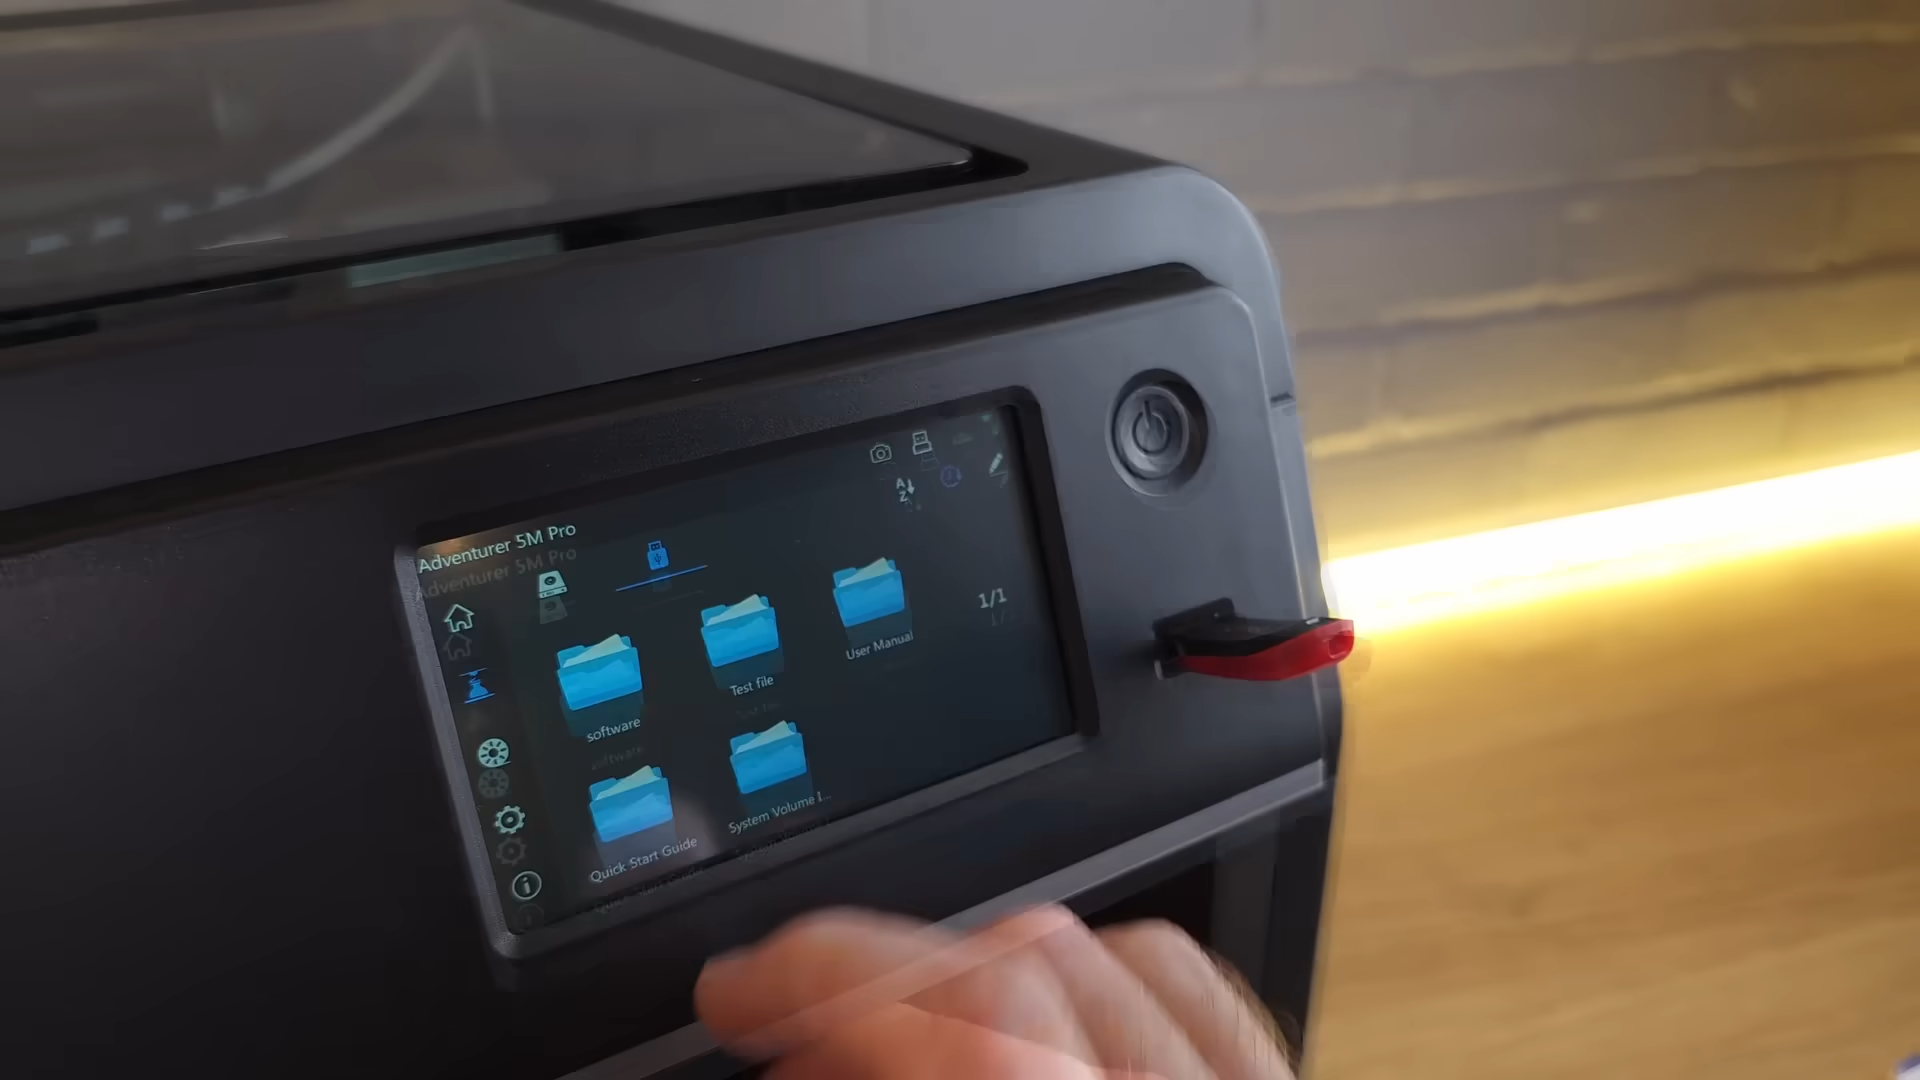 Adventurer 5M Pro
1/1
software
Test file
User Manual
Quick Start Guide
System Volume I...